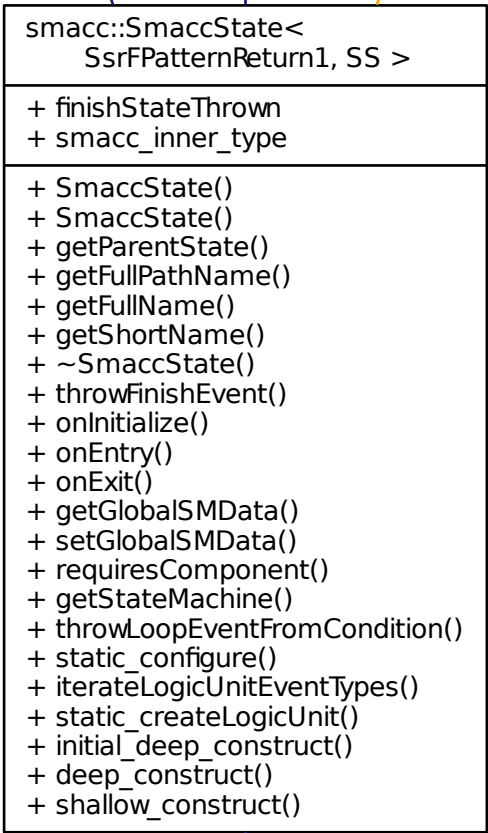 smacc::SmaccState<
SsrFPatternReturn1, SS >
+ finishStateThrown
+ smacc_inner_type
+ SmaccState()
+ SmaccState()
+ getParentState()
+ getFullPathName()
+ getFullName()
+ getShortName()
+ ~SmaccState()
+ throwFinishEvent()
+ onInitialize()
+ onEntry()
+ onExit()
+ getGlobalSMData()
+ setGlobalSMData()
+ requiresComponent()
+ getStateMachine()
+ throwLoopEventFromCondition()
+ static_configure()
+ iterateLogicUnitEventTypes()
+ static_createLogicUnit()
+ initial_deep_construct()
+ deep_construct()
+ shallow_construct()